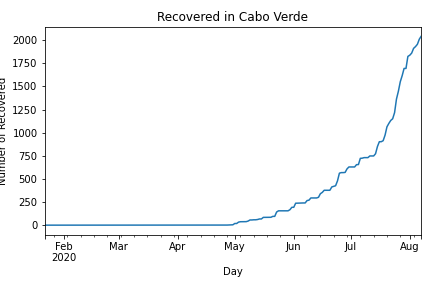 Recovered in Cabo Verde
Number of Recovered
2000
1750
1500
1250
1000
750
500
250
0
Feb
2020
Mar
Apr
May
Jun
Jul
Aug
Day